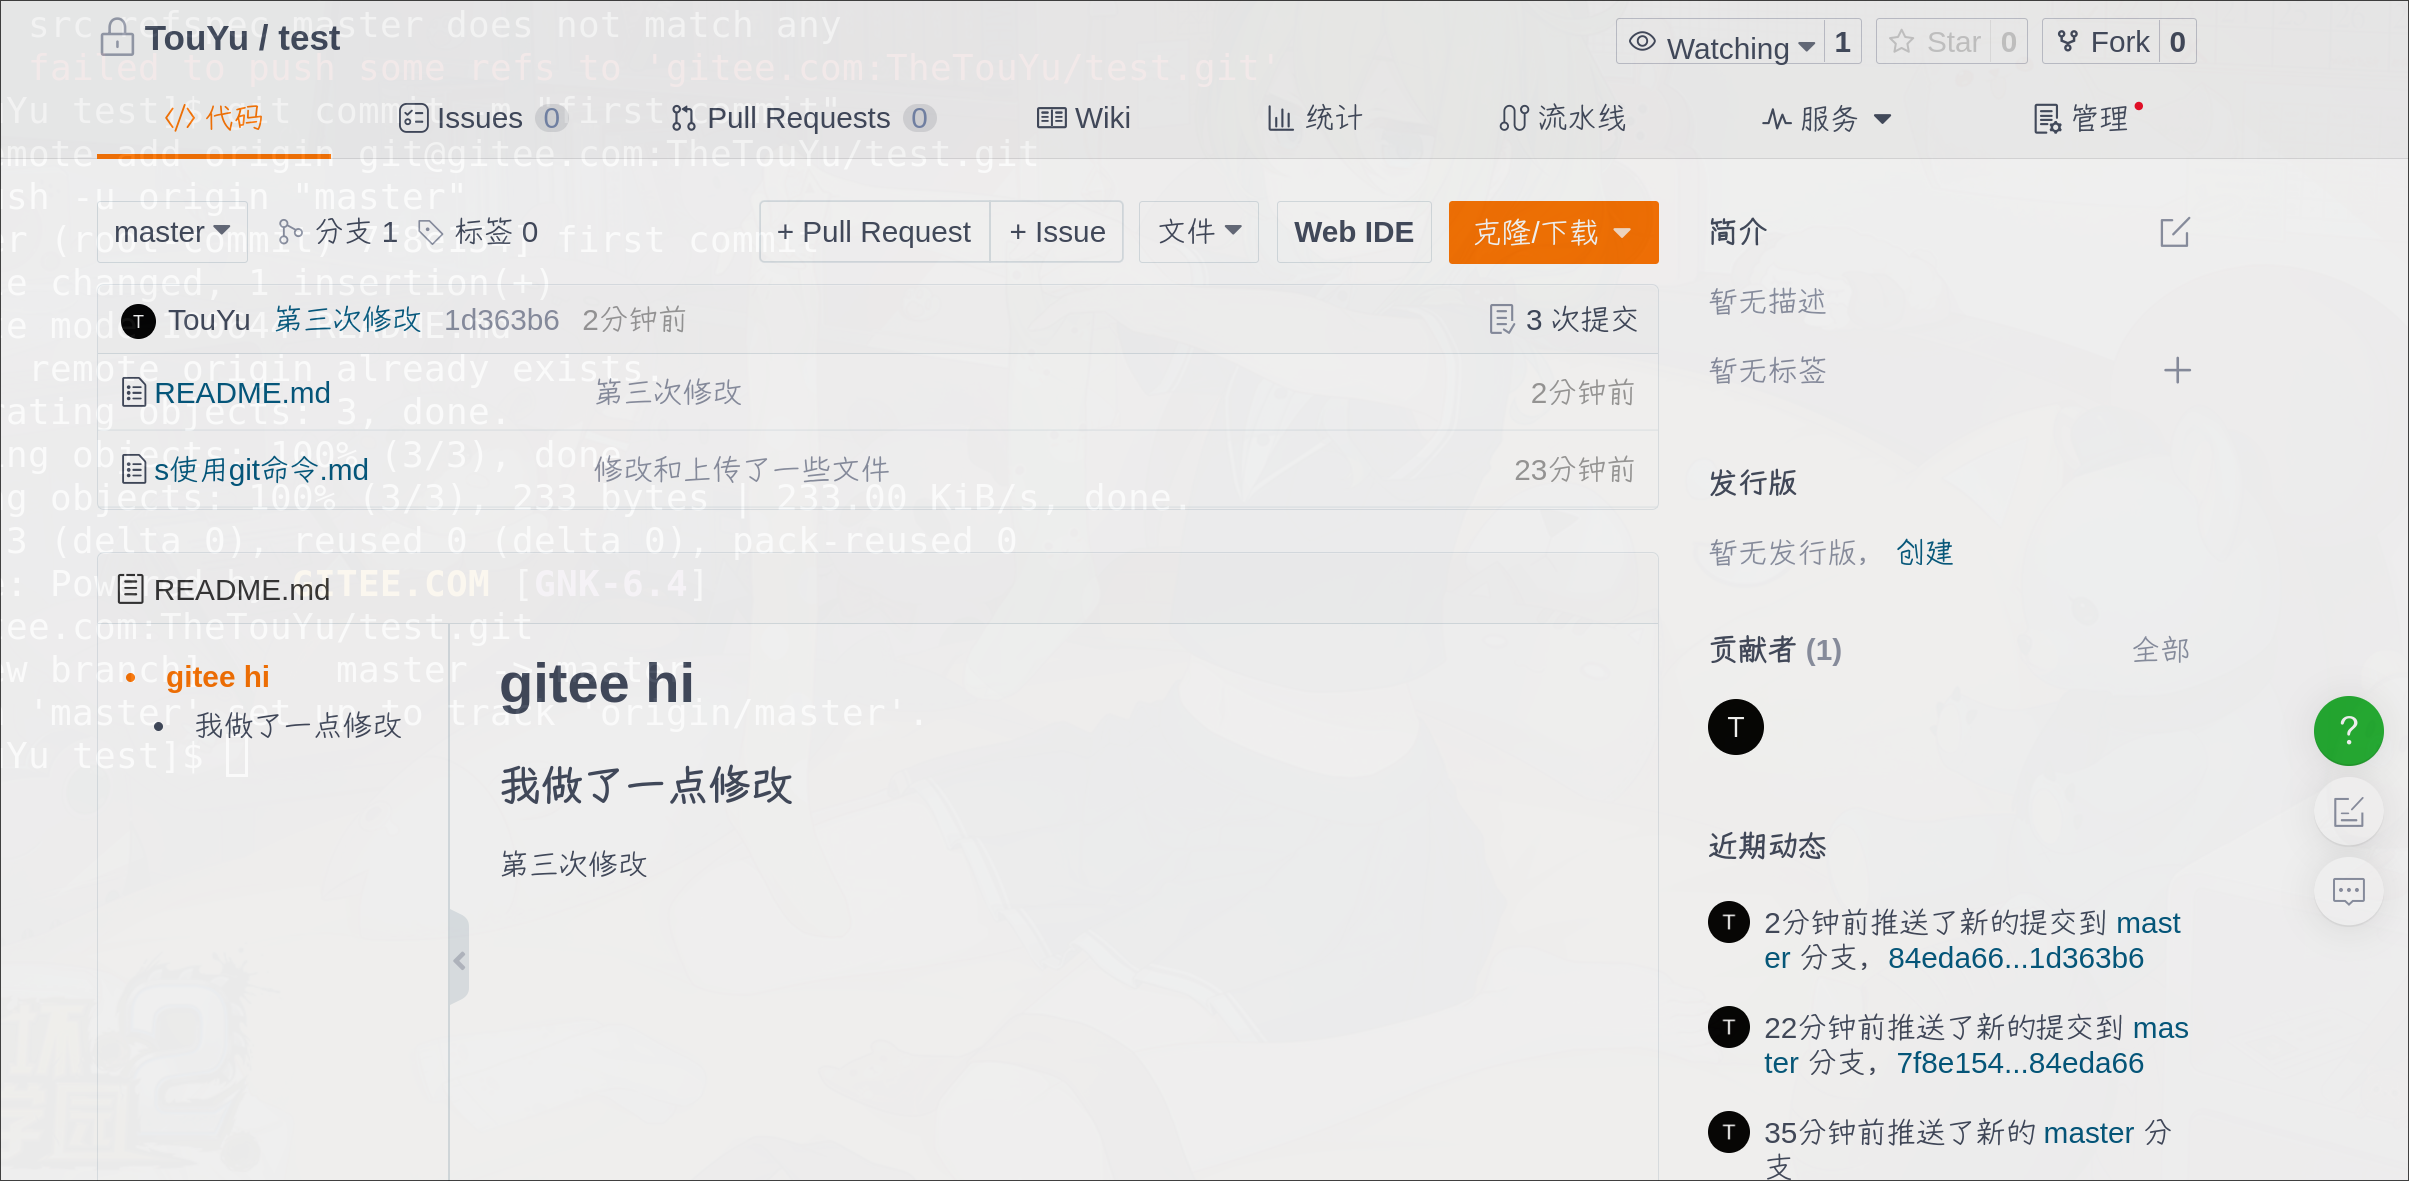 TouYu / test
Watching 1 Star 0 Fork 0
代码 Issues 0 Pull Requests 0 Wiki 统计 流水线 服务 管理
master 分支 1 标签 0 + Pull Request + Issue 文件 Web IDE 克隆/下载
TouYu 第三次修改 1d363b6 2分钟前 3 次提交
README.md 第三次修改 2分钟前
s使用git命令.md 修改和上传了一些文件 23分钟前
README.md
gitee hi
我做了一点修改
gitee hi
我做了一点修改
第三次修改
简介
暂无描述
暂无标签
发行版
暂无发行版， 创建
贡献者 (1) 全部
T
近期动态
T 2分钟前推送了新的提交到 mast
er 分支，84eda66...1d363b6
T 22分钟前推送了新的提交到 mas
ter 分支，7f8e154...84eda66
T 35分钟前推送了新的 master 分
支
?
src refspec master does not match any
failed to push some refs to 'gitee.com:TheTouYu/test.git'
Yu test]$ git commit -m "first commit"
mote add origin git@gitee.com:TheTouYu/test.git
sh -u origin "master"
first commit
e changed, 1 insertion(+)
README.md
remote origin already exists.
rating objects: 3, done.
ng objects: 100% (3/3), done
g objects: 100% (3/3), 233 bytes | 233.00 KiB/s, done.
3 (delta 0), reused 0 (delta 0), pack-reused 0
e: Powered by GITEE.COM [GNK-6.4]
tee.com:TheTouYu/test.git
ew branch] master -> master
'master' set up to track 'origin/master'.
Yu test]$